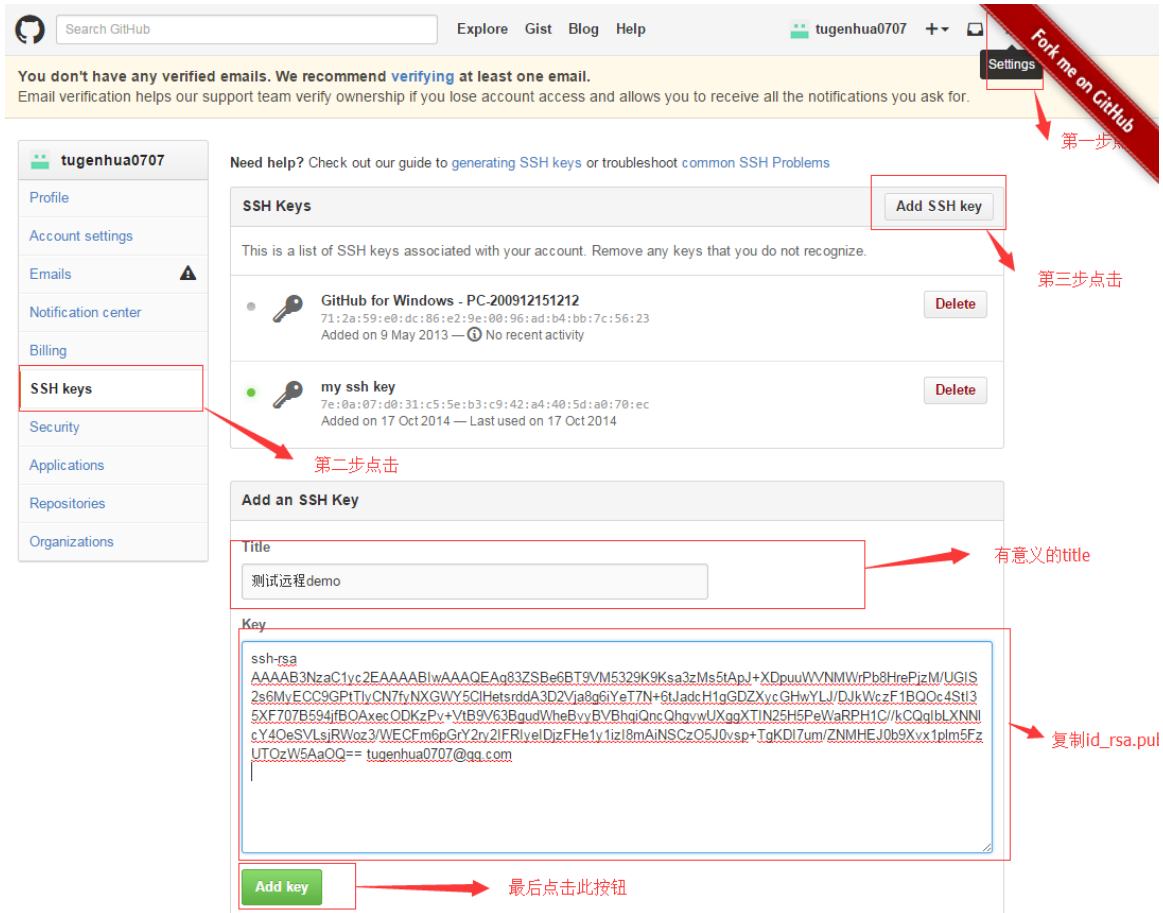 Search GitHub
Explore Gist Blog Help
tugenhua0707
Settings
Fork me on GitHub
You don't have any verified emails. We recommend verifying at least one email.
Email verification helps our support team verify ownership if you lose account access and allows you to receive all the notifications you ask for.
第一步
tugenhua0707
Profile
Account settings
Emails
Notification center
Billing
SSH keys
Security
Applications
Repositories
Organizations
第二步点击
Need help? Check out our guide to generating SSH keys or troubleshoot common SSH Problems
SSH Keys
Add SSH key
第三步点击
This is a list of SSH keys associated with your account. Remove any keys that you do not recognize.
GitHub for Windows - PC-200912151212
71:2a:59:e0:dc:86:e2:9e:00:96:ad:b4:bb:7c:56:23
Added on 9 May 2013 — No recent activity
Delete
my ssh key
7e:0a:07:d0:31:c5:5e:b3:c9:42:a4:40:5d:a0:70:ec
Added on 17 Oct 2014 — Last used on 17 Oct 2014
Delete
Add an SSH Key
Title
测试远程demo
有意义的title
Key
ssh-rsa
AAAAB3NzaC1yc2EAAAABIwAAAQEAq83ZSBe6BT9VM5329K9Ksa3zMs5tApJ+XDpuuWVNMWrPb8HrePjzM/UGIS
2s6MyECC9GPtTlyCN7fyNXGWY5ClHetsrddA3D2Vja8g6iYeT7N+6tJadcH1gGDZXycGHwYLJ/DJkWczF1BQOc4StI3
5XF707B594jfBOAxecODKzPv+VtB9V63BgudWheBvyBVBhqiQncQhgvwUXggXTIN25H5PeWaRPH1C//kCQqIbLXNNI
cY4OeSVLsjRWoz3/WECFm6pGrY2ry2IFRIyeIDjzFHe1y1izI8mAiNSCzO5J0vsp+TgKDI7um/ZNMHEJ0b9Xvx1plm5Fz
UTOzW5AaOQ== tugenhua0707@qq.com
复制id_rsa.pub
Add key
最后点击此按钮